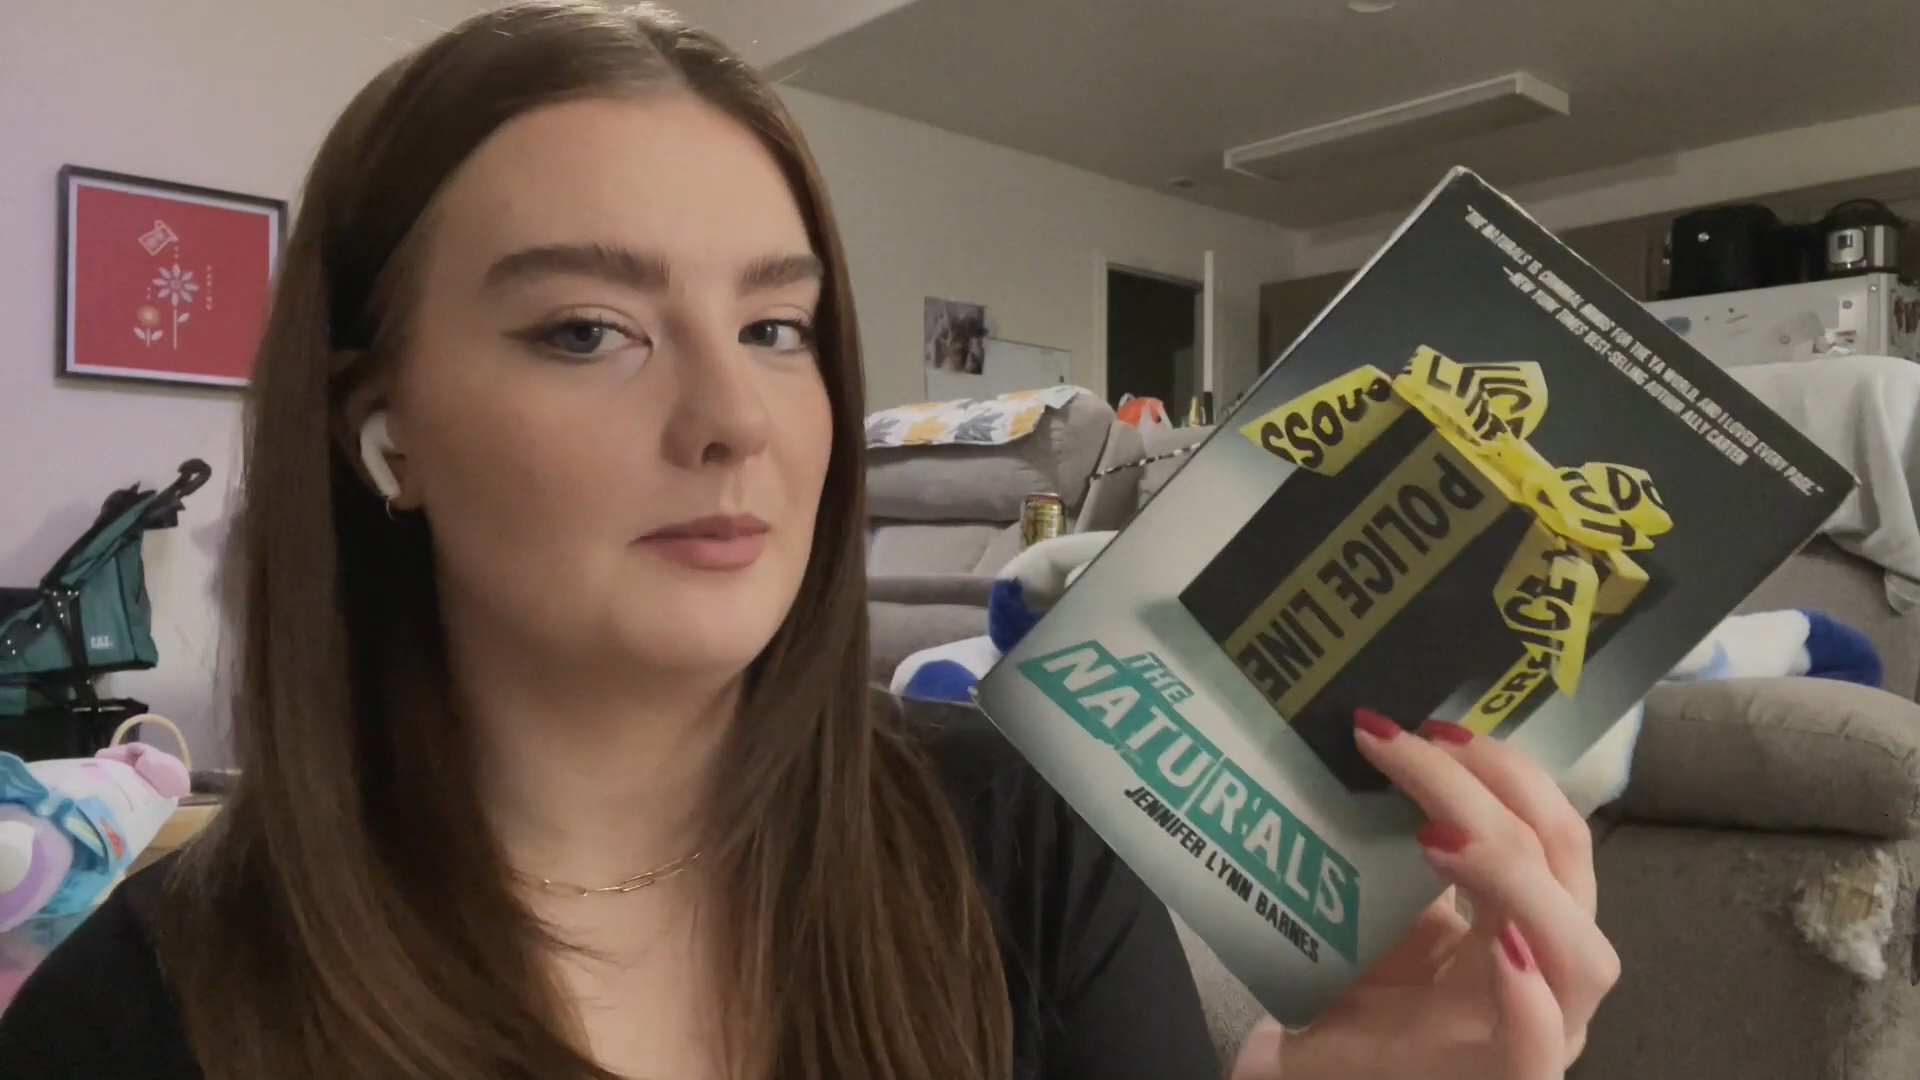 "THE NATURALS IS CRIMINAL MINDS FOR THE YA WORLD, AND I LOVED EVERY PAGE."
—NEW YORK TIMES BEST-SELLING AUTHOR ALLY CARTER
POLICE LINE
THE
NATURALS
JENNIFER LYNN BARNES